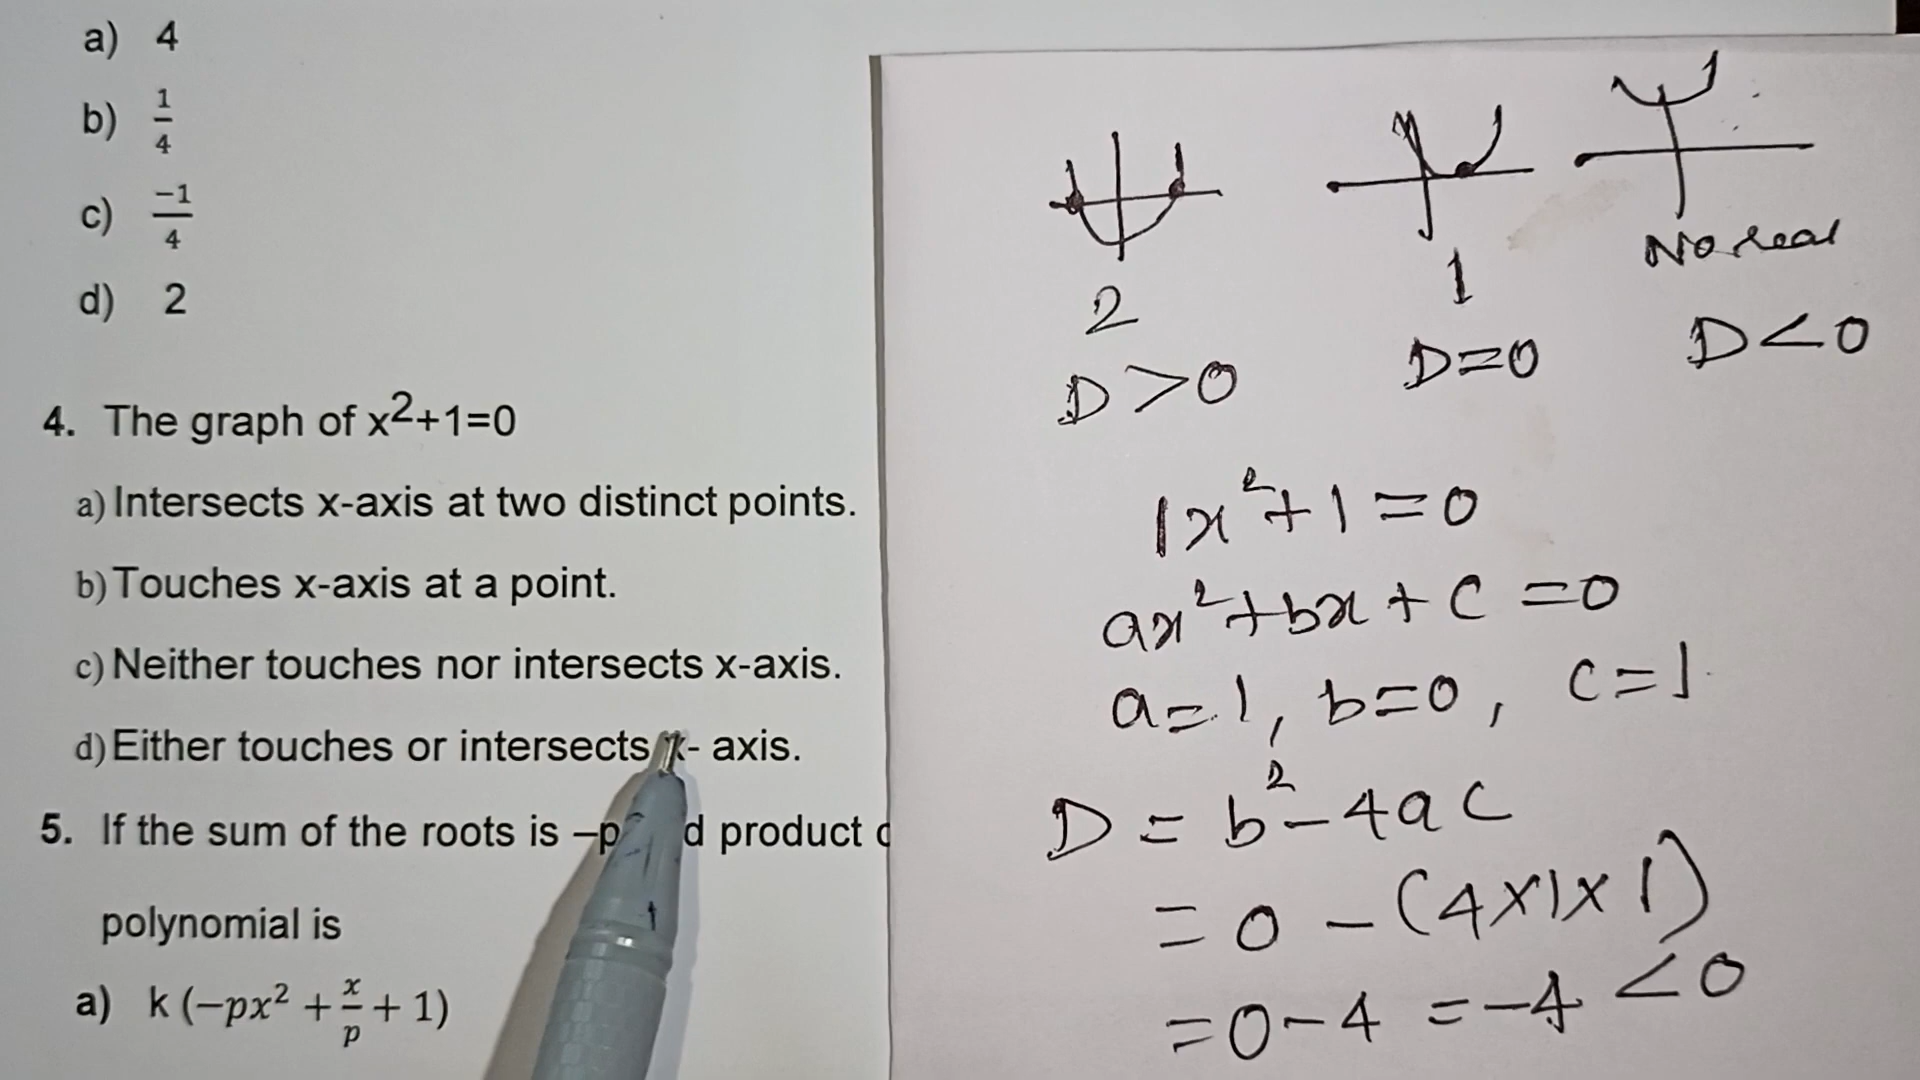 a) 4
b) 1/4
c) -1/4
d) 2
4. The graph of x²+1=0
a) Intersects x-axis at two distinct points.
b) Touches x-axis at a point.
c) Neither touches nor intersects x-axis.
d) Either touches or intersects x- axis.
5. If the sum of the roots is –p product
polynomial is
a) k (−px² + x/p + 1)
2
D>0
1
D=0
No real
D<0
1x²+1=0
ax²+bx+c=0
a=1, b=0, c=1
D = b²-4ac
= 0 - (4×1×1)
= 0-4 = -4 <0